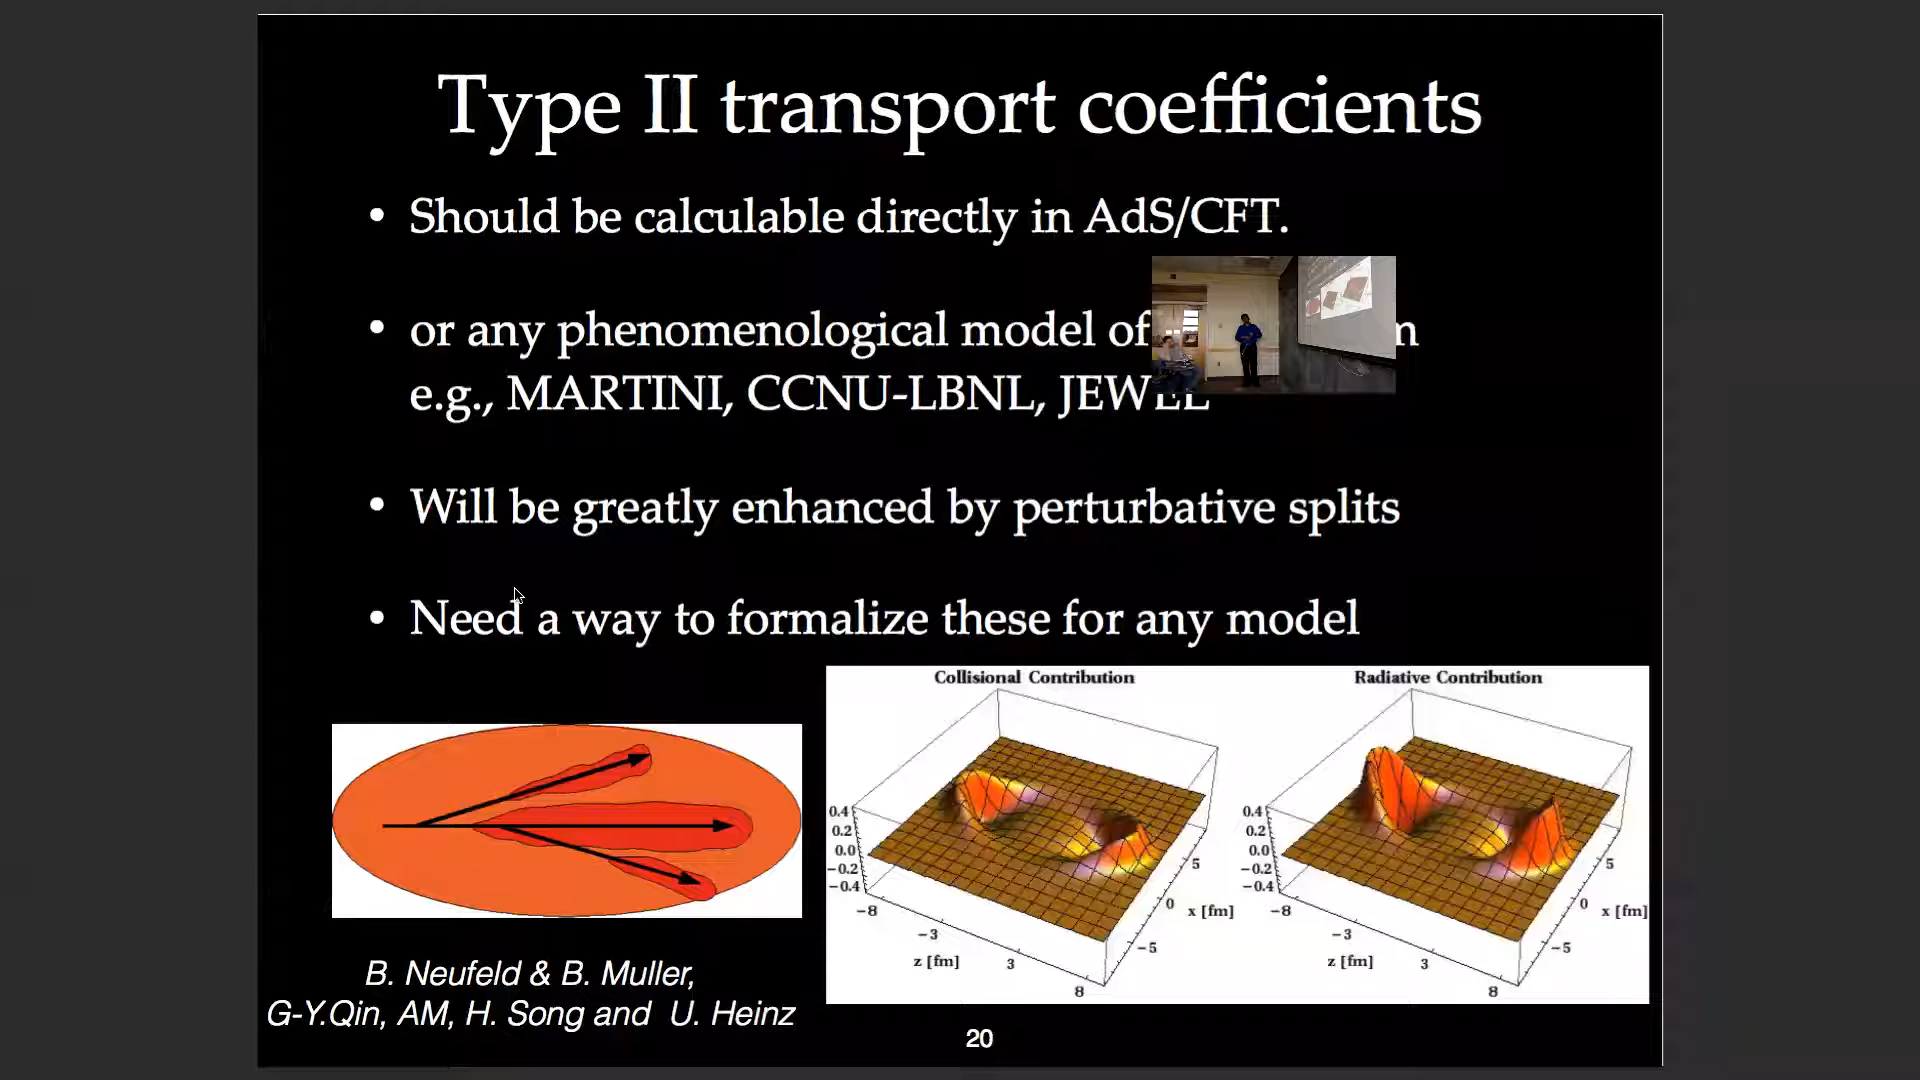 Type II transport coefficients
• Should be calculable directly in AdS/CFT.
• or any phenomenological model of
e.g., MARTINI, CCNU-LBNL, JEWEL
• Will be greatly enhanced by perturbative splits
• Need a way to formalize these for any model
Collisional Contribution
0.4
0.2
0.0
−0.2
−0.4
−8
−3
3
8
z [fm]
5
0
−5
x [fm]
Radiative Contribution
0.4
0.2
0.0
−0.2
−0.4
−8
−3
3
8
z [fm]
5
0
−5
x [fm]
B. Neufeld & B. Muller,
G-Y.Qin, AM, H. Song and U. Heinz
20